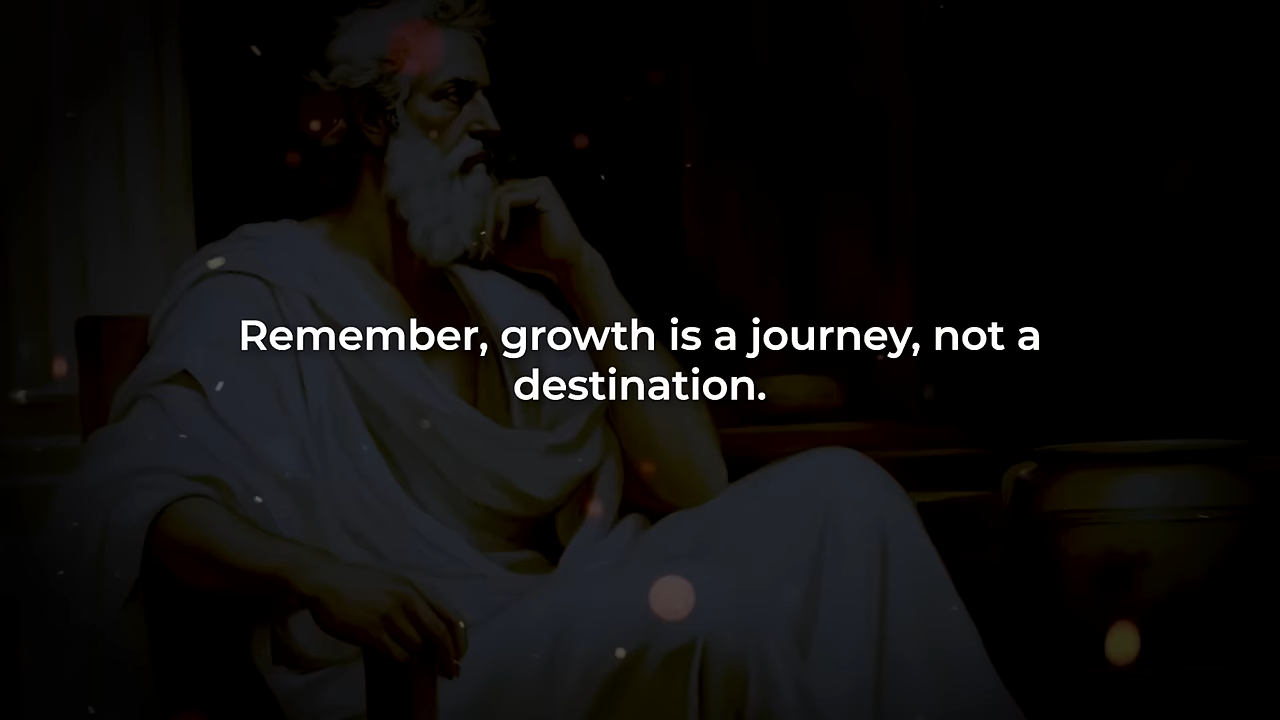 Remember, growth is a journey, not a
destination.